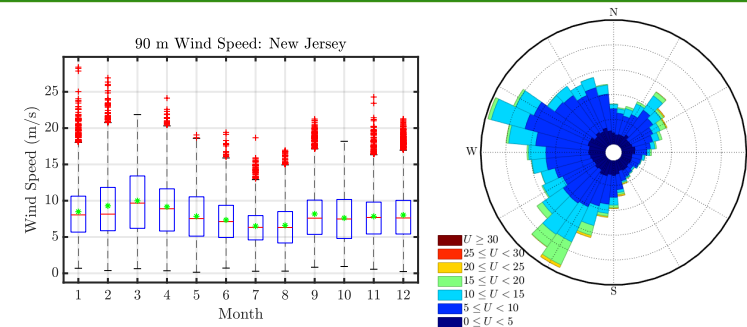 90 m Wind Speed: New Jersey
Wind Speed (m/s)
25
20
15
10
5
0
1 2 3 4 5 6 7 8 9 10 11 12
Month
N
W
S
U ≥ 30
25 ≤ U < 30
20 ≤ U < 25
15 ≤ U < 20
10 ≤ U < 15
5 ≤ U < 10
0 ≤ U < 5